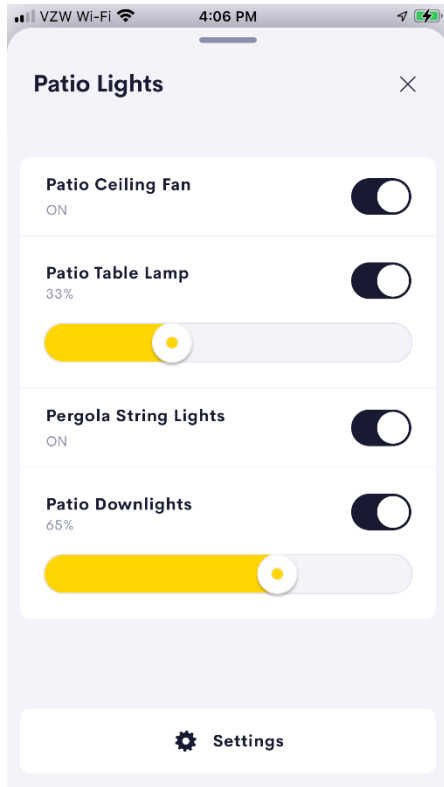 VZW Wi-Fi 4:06 PM
Patio Lights
Patio Ceiling Fan
ON
Patio Table Lamp
33%
Pergola String Lights
ON
Patio Downlights
65%
Settings